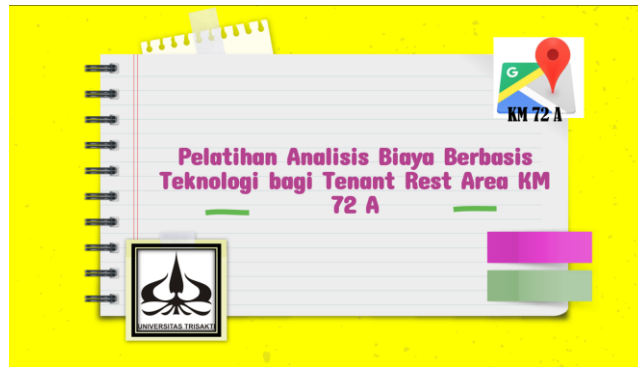 G
KM 72 A
Pelatihan Analisis Biaya Berbasis
Teknologi bagi Tenant Rest Area KM
72 A
UNIVERSITAS TRISAKTI